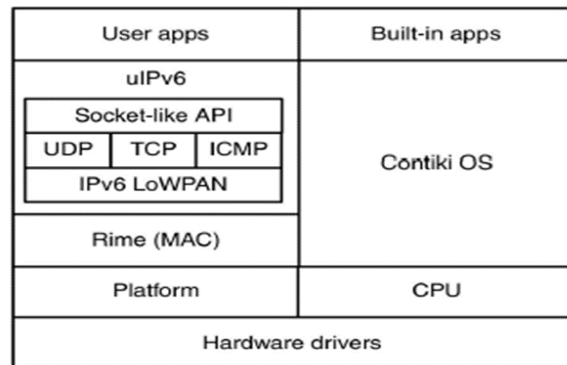 User apps
Built-in apps
uIPv6
Socket-like API
UDP
TCP
ICMP
IPv6 LoWPAN
Contiki OS
Rime (MAC)
Platform
CPU
Hardware drivers